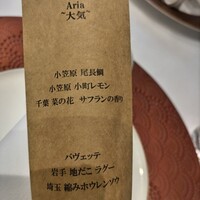 Aria
~大気~
小笠原 尾長鯛
小笠原 小町レモン
千葉 菜の花 サフランの香り
パヴェッテ
岩手 地だこ ラグー
埼玉 縮みホウレンソウ